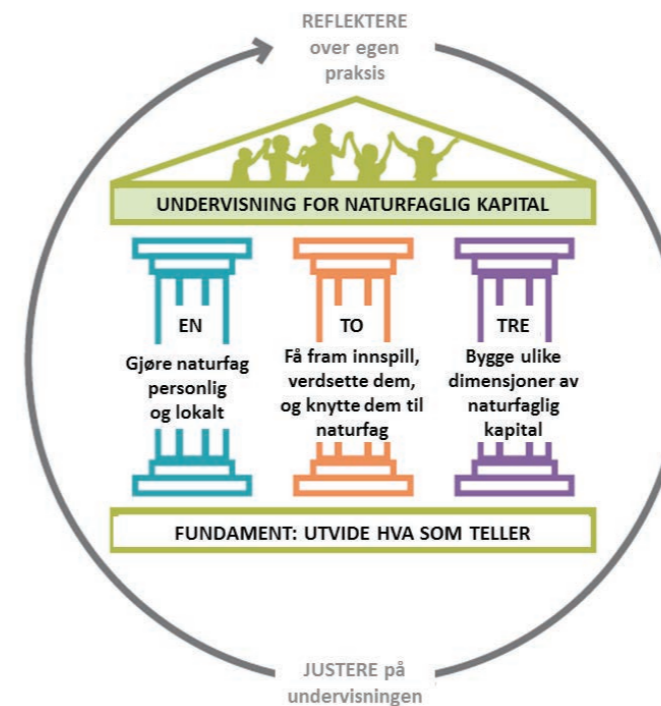 REFLEKTERE
over egen
praksis
UNDERVISNING FOR NATURFAGLIG KAPITAL
EN
Gjøre naturfag
personlig
og lokalt
TO
Få fram innspill,
verdsette dem,
og knytte dem til
naturfag
TRE
Bygge ulike
dimensjoner av
naturfaglig
kapital
FUNDAMENT: UTVIDE HVA SOM TELLER
JUSTERE på
undervisningen